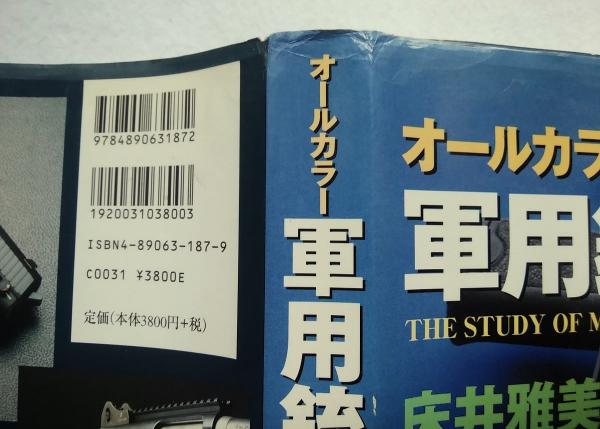 9784890631872
1920031038003
ISBN4-89063-187-9
C0031 ¥3800E
定価(本体3800円+税)
オールカラー
軍用銃
オールカラ
軍用銃
THE STUDY OF M
床井雅美